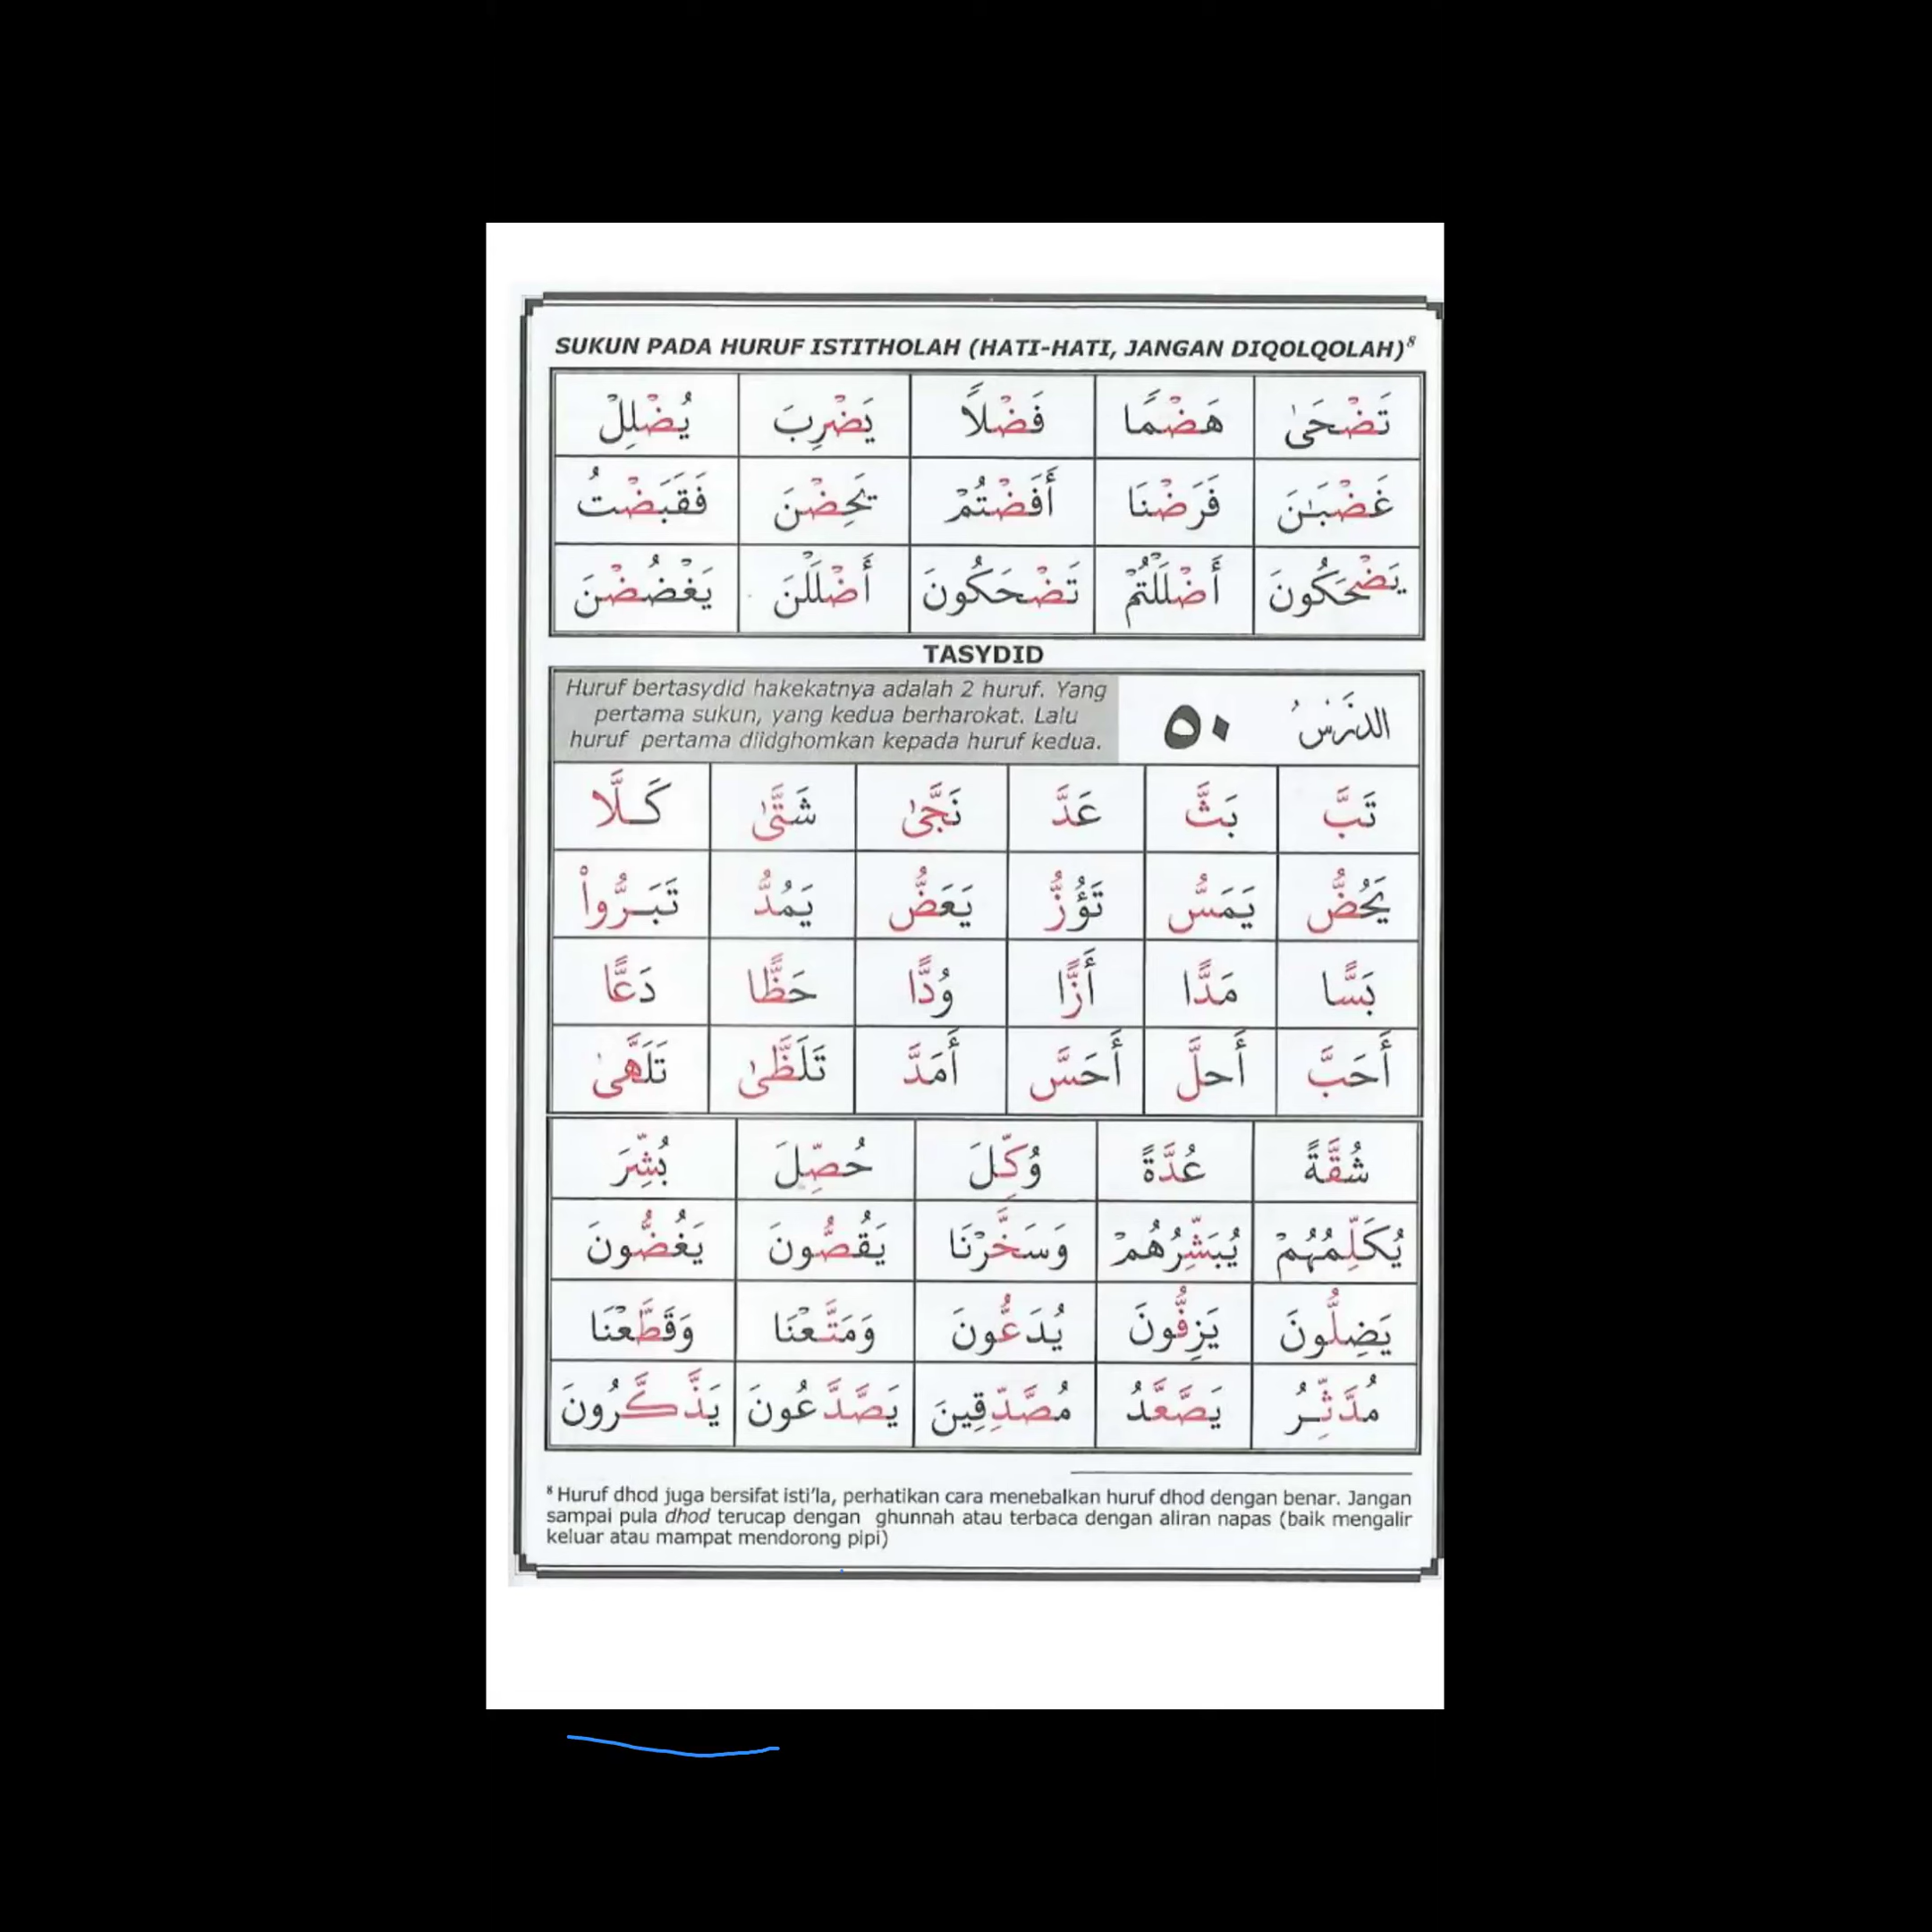 SUKUN PADA HURUF ISTITHOLAH (HATI-HATI, JANGAN DIQOLQOLAH)⁸
تَضْحَىٰ هَضْمًا فَضْلًا يَضْرِبَ يُضْلِلْ
غَضْبَـٰنَ فَرَضْنَا أَفَضْتُمْ يَحِضْنَ فَقَبَضْتُ
يَضْحَكُونَ أَضْلَلْتُمْ تَضْحَكُونَ أَضْلَلْنَ يَغْضُضْنَ
TASYDID
Huruf bertasydid hakekatnya adalah 2 huruf. Yang
pertama sukun, yang kedua berharokat. Lalu
huruf pertama diidghomkan kepada huruf kedua.
الدَّرْسُ ٥٠
تَبَّ بَثَّ عَدَّ نَجَّىٰ شَتَّىٰ كَلَّا
يَحُضُّ يَمَسُّ تَؤُزُّ يَعَضُّ يَمُدُّ تَبَرُّواْ
بَسًّا مَدًّا أَزًّا وُدًّا حَظًّا دَعًّا
أَحَبَّ أَحلَّ أَحَسَّ أَمَدَّ تَلَظَّىٰ تَلَهَّىٰ
شُقَّةً عُدَّةً وُكِّلَ حُصِّلَ بُشِّرَ
يُكَلِّمُهُمْ يُبَشِّرُهُمْ وَسَخَّرْنَا يَقُصُّونَ يَغُضُّونَ
يَضِلُّونَ يَزِفُّونَ يُدَعُّونَ وَمَتَّعْنَا وَقَطَّعْنَا
مُدَّثِّرُ يَصَّعَّدُ مُصَّدِّقِينَ يَصَّدَّعُونَ يَذَّكَّرُونَ
⁸ Huruf dhod juga bersifat isti'la, perhatikan cara menebalkan huruf dhod dengan benar. Jangan
sampai pula dhod terucap dengan ghunnah atau terbaca dengan aliran napas (baik mengalir
keluar atau mampat mendorong pipi)